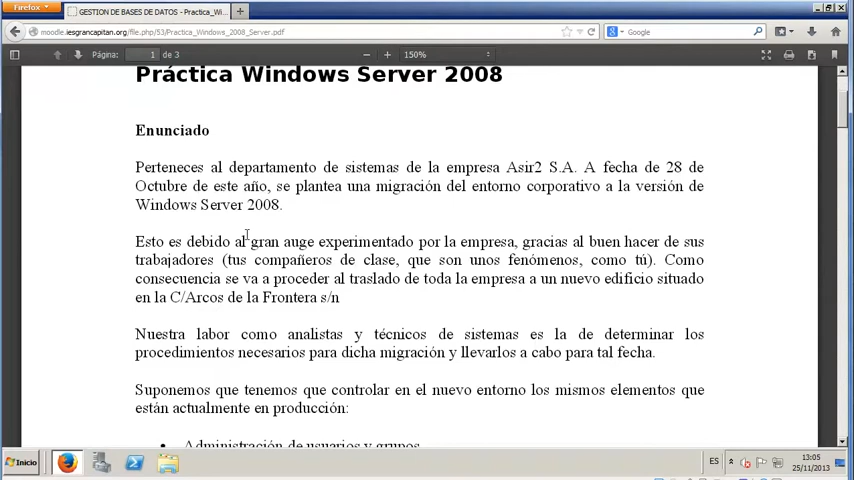 Firefox
GESTION DE BASES DE DATOS - Practica_Wi...
moodle.iesgrancapitan.org/file.php/53/Practica_Windows_2008_Server.pdf
Google
Página: 1 de 3
150%
Práctica Windows Server 2008
Enunciado
Perteneces al departamento de sistemas de la empresa Asir2 S.A. A fecha de 28 de
Octubre de este año, se plantea una migración del entorno corporativo a la versión de
Windows Server 2008.
Esto es debido al gran auge experimentado por la empresa, gracias al buen hacer de sus
trabajadores (tus compañeros de clase, que son unos fenómenos, como tú). Como
consecuencia se va a proceder al traslado de toda la empresa a un nuevo edificio situado
en la C/Arcos de la Frontera s/n
Nuestra labor como analistas y técnicos de sistemas es la de determinar los
procedimientos necesarios para dicha migración y llevarlos a cabo para tal fecha.
Suponemos que tenemos que controlar en el nuevo entorno los mismos elementos que
están actualmente en producción:
• Administración de usuarios y grupos
Inicio
ES
13:05
25/11/2013